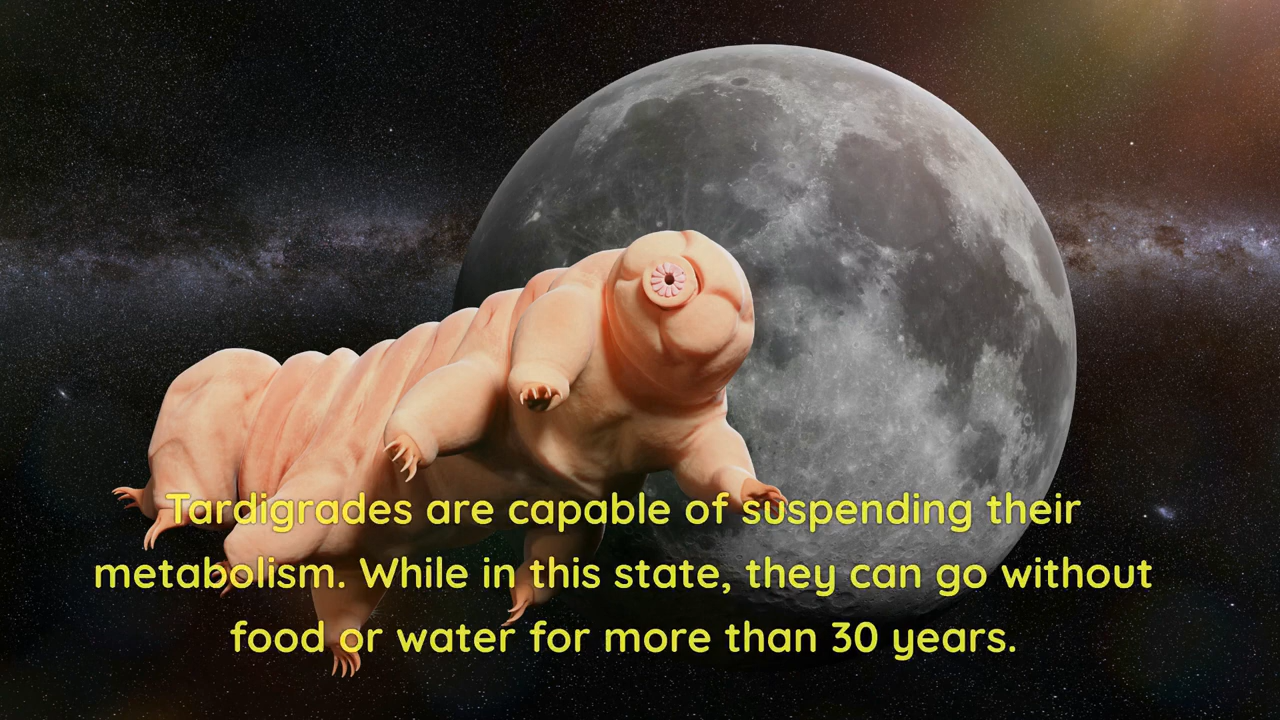 Tardigrades are capable of suspending their
metabolism. While in this state, they can go without
food or water for more than 30 years.